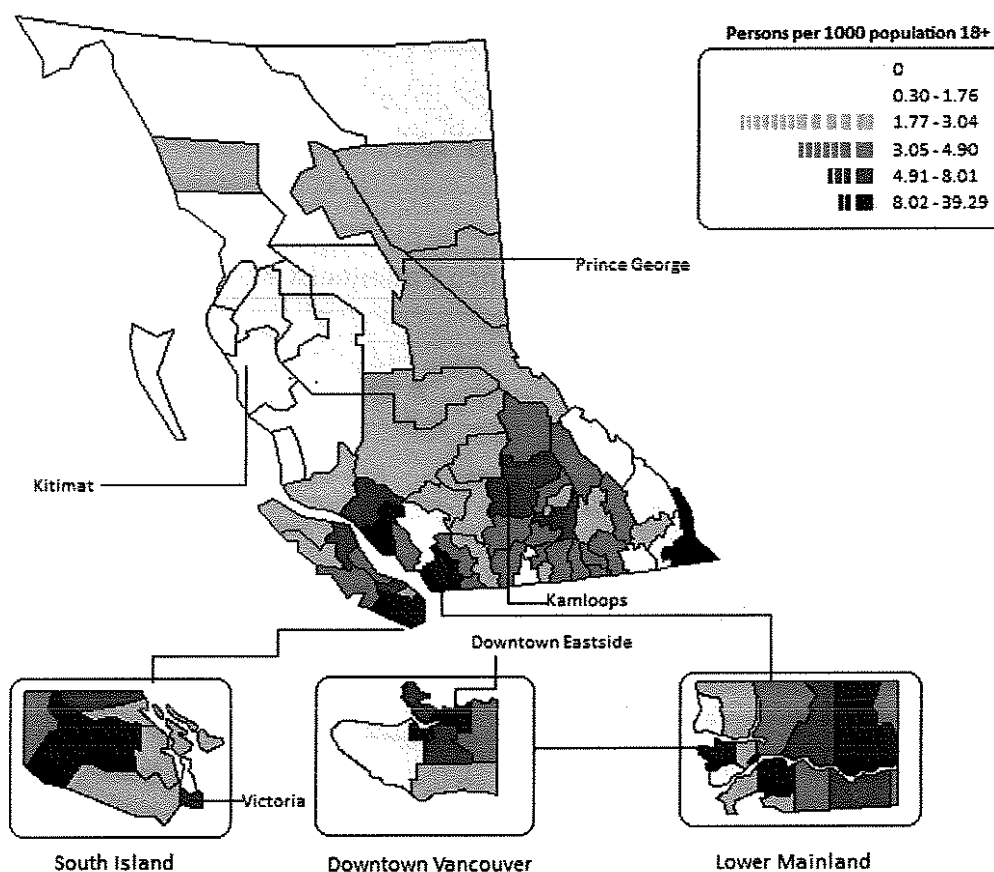 Persons per 1000 population 18+
0
0.30 - 1.76
1.77 - 3.04
3.05 - 4.90
4.91 - 8.01
8.02 - 39.29
Prince George
Kitimat
Kamloops
Downtown Eastside
Victoria
South Island
Downtown Vancouver
Lower Mainland